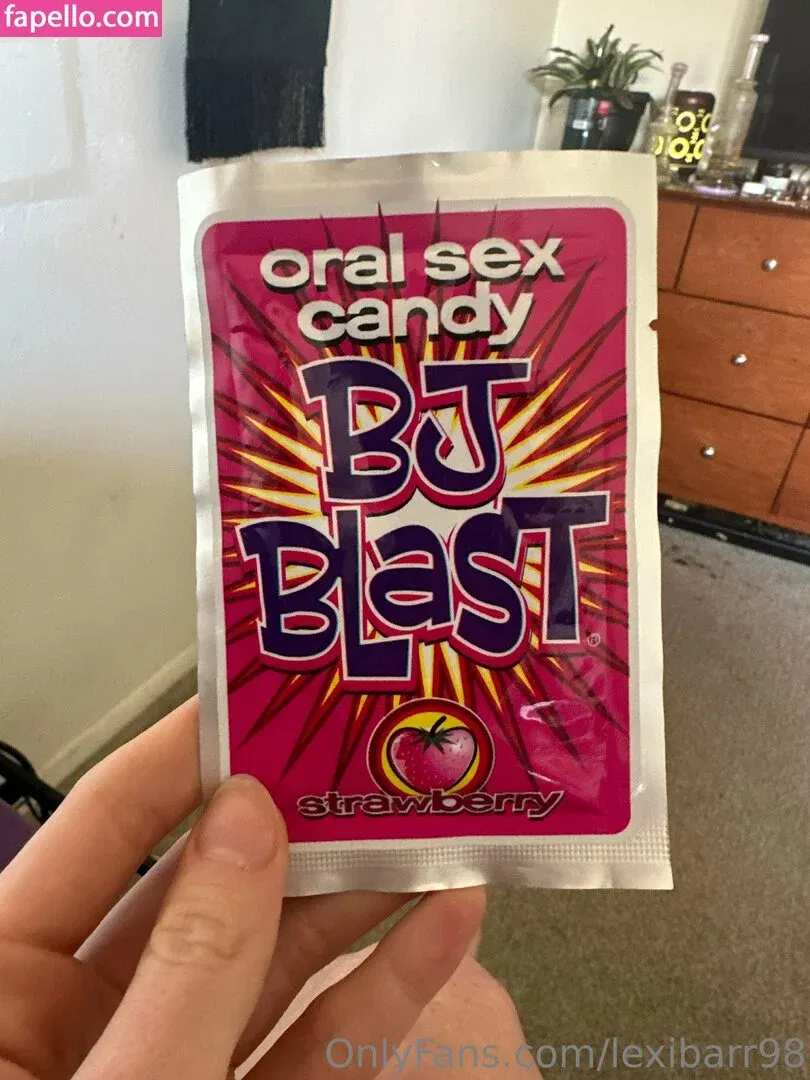 fapello.com
oral sex
candy
BJ
BLaST
®
strawberry
OnlyFans.com/lexibarr98